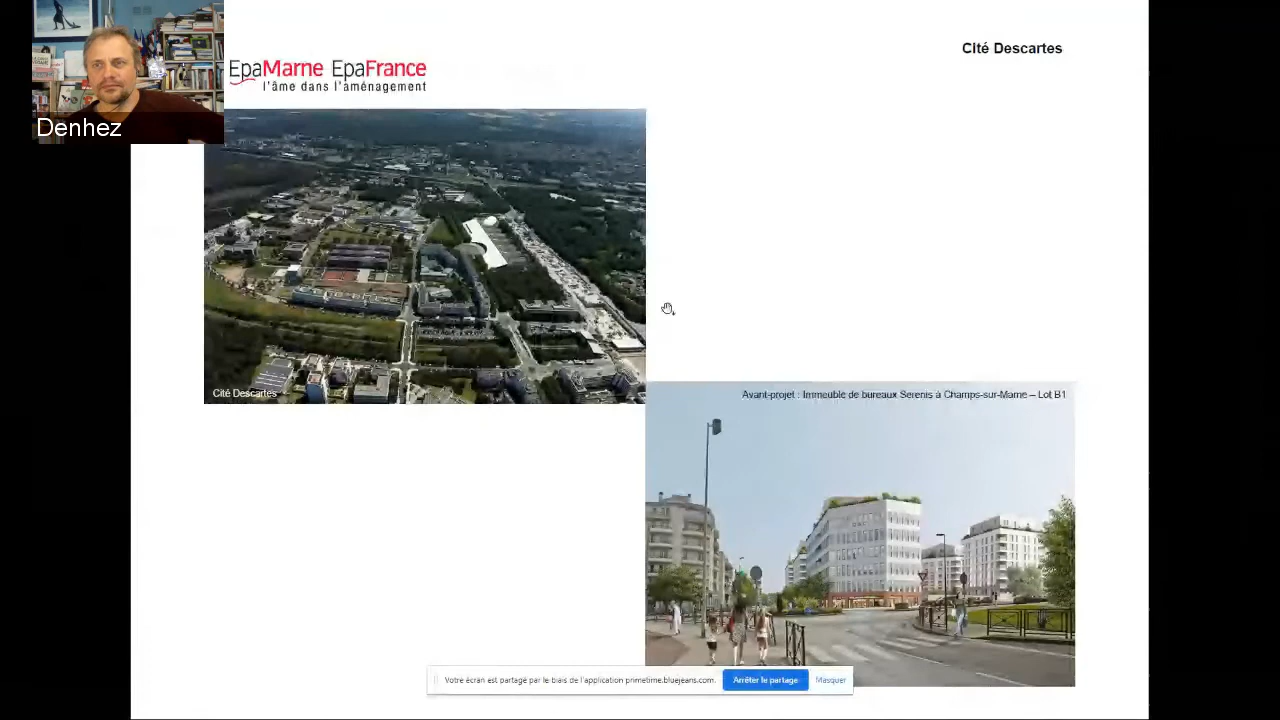 Cité Descartes
EpaMarne EpaFrance
l'âme dans l'aménagement
Denhez
Cité Descartes
Avant-projet : Immeuble de bureaux Serenis à Champs-sur-Marne – Lot B1
Votre écran est partagé par le biais de l'application primetime.bluejeans.com.
Arrêter le partage
Masquer